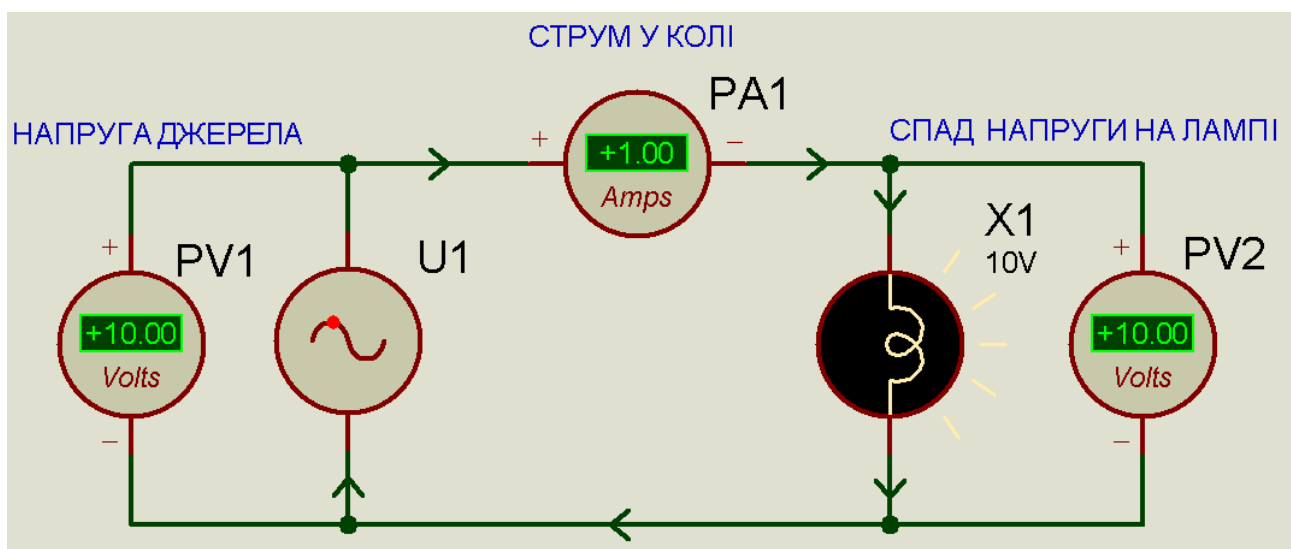 СТРУМ У КОЛІ
PA1
НАПРУГА ДЖЕРЕЛА
СПАД НАПРУГИ НА ЛАМПІ
+
+1.00
Amps
−
+
PV1
+10.00
Volts
−
U1
X1
10V
+
PV2
+10.00
Volts
−